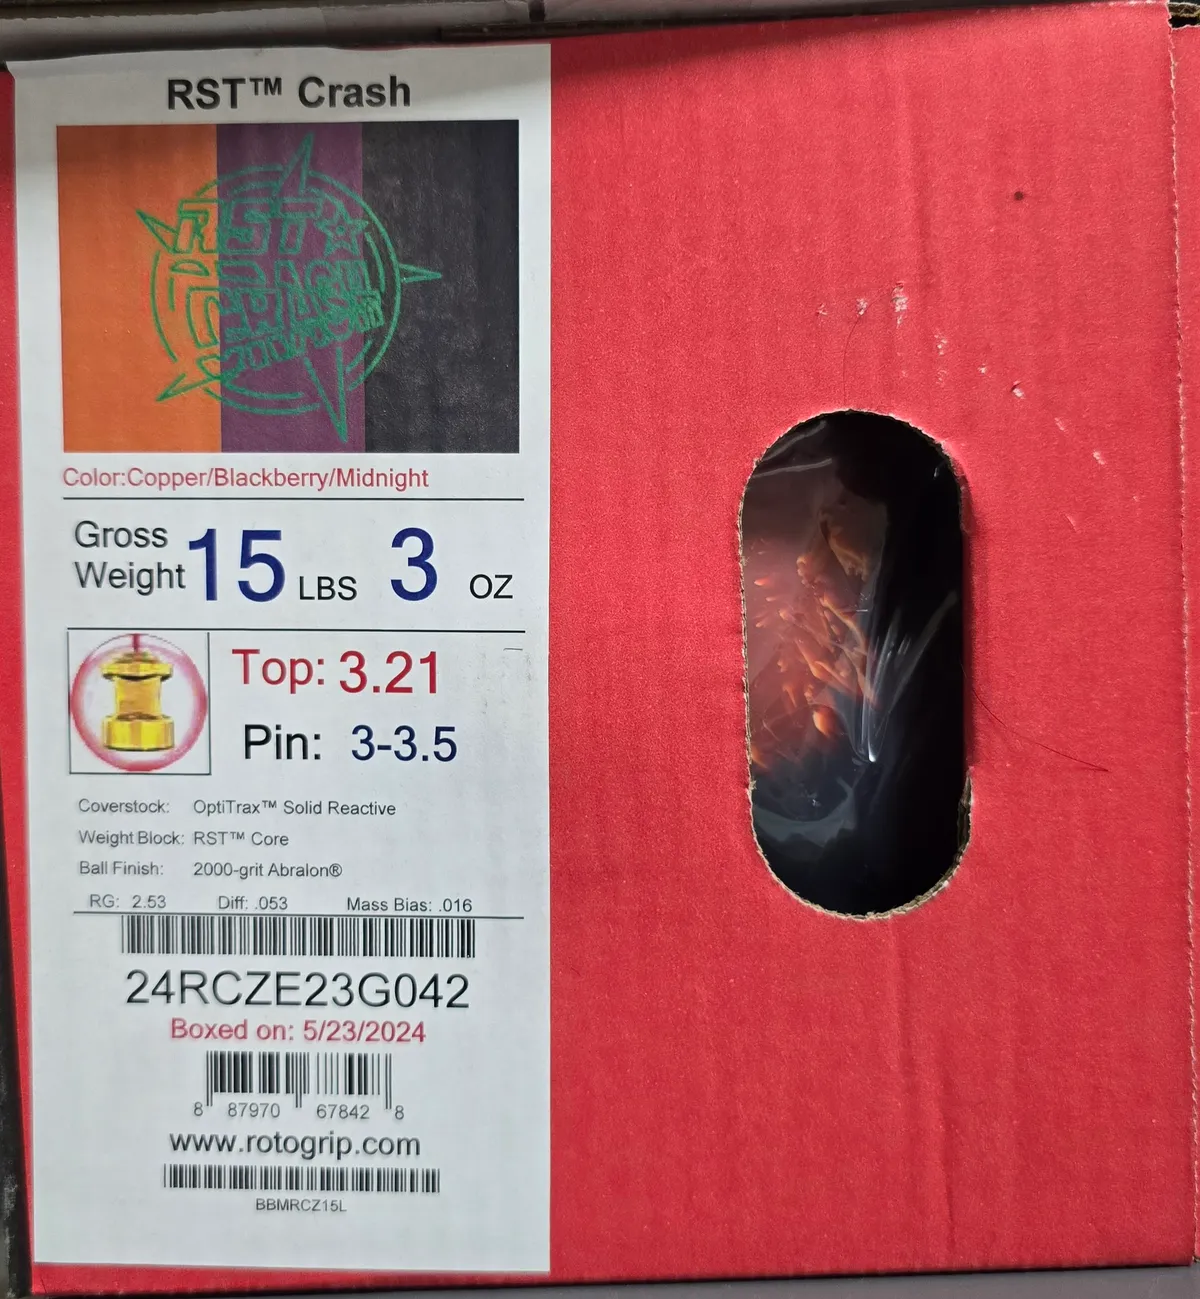 RST™ Crash
RST
CRASH
Color:Copper/Blackberry/Midnight
Gross
Weight 15 LBS 3 OZ
Top: 3.21
Pin: 3-3.5
Coverstock: OptiTrax™ Solid Reactive
Weight Block: RST™ Core
Ball Finish: 2000-grit Abralon®
RG: 2.53 Diff: .053 Mass Bias: .016
24RCZE23G042
Boxed on: 5/23/2024
8 87970 67842 8
www.rotogrip.com
BBMRCZ15L